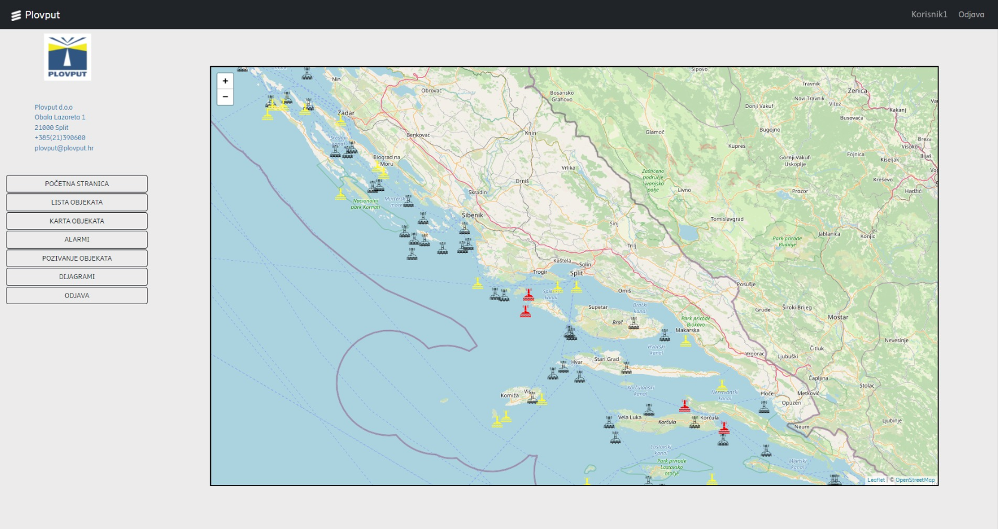 Plovput
Korisnik1
Odjava
PLOVPUT
Plovput d.o.o
Obala Lazareta 1
21000 Split
+385(21)390600
plovput@plovput.hr
POČETNA STRANICA
LISTA OBJEKATA
KARTA OBJEKATA
ALARMI
POZIVANJE OBJEKATA
DIJAGRAMI
ODJAVA
+
−
more
Šipovo
Nin
Obrovac
Bosansko
Grahovo
Travnik
Zenica
Novi Travnik
Vitez
Donji Vakuf
Kakanj
Zadar
Busovača
Benkovac
Knin
Glamoč
Bugojno
Breza
Srednji
kanal
Kupres
Visoko
Biograd na
Moru
Gornji Vakuf-
Uskoplje
Fojnica
Kiseljak
Ilijaš
Vrlika
Zaštićeno
područje
Livanjsko
polje
Kreševo
Drniš
Skradin
Livno
Prozor
Hadžići
Nacionalni
park Kornati
Murtersko
more
Šibenik
Sinj
Tomislavgrad
Jablanica
Konjic
Park prirode
Blidinje
Trilj
Kaštela
Solin
Trogir
Split
Posušje
Omiš
Kanal
Supetar
Brački
kanal
Grude
Široki Brijeg
Mostar
Brač
Park prirode
Biokovo
Makarska
Nevesinje
Hvarski
kanal
Čitluk
Vrgorac
Ljubuški
Hvar
Stari Grad
Čapljina
Stolac
Korčulanski
kanal
Neretvanski
kanal
Komiža
Vis
Ploče
Metković
Opuzen
Vela Luka
Korčula
Korčula
Neum
Ljubinje
Lastovski
kanal
Park prirode
Lastovsko
otočje
Mljetski
kanal
Leaflet | © OpenStreetMap